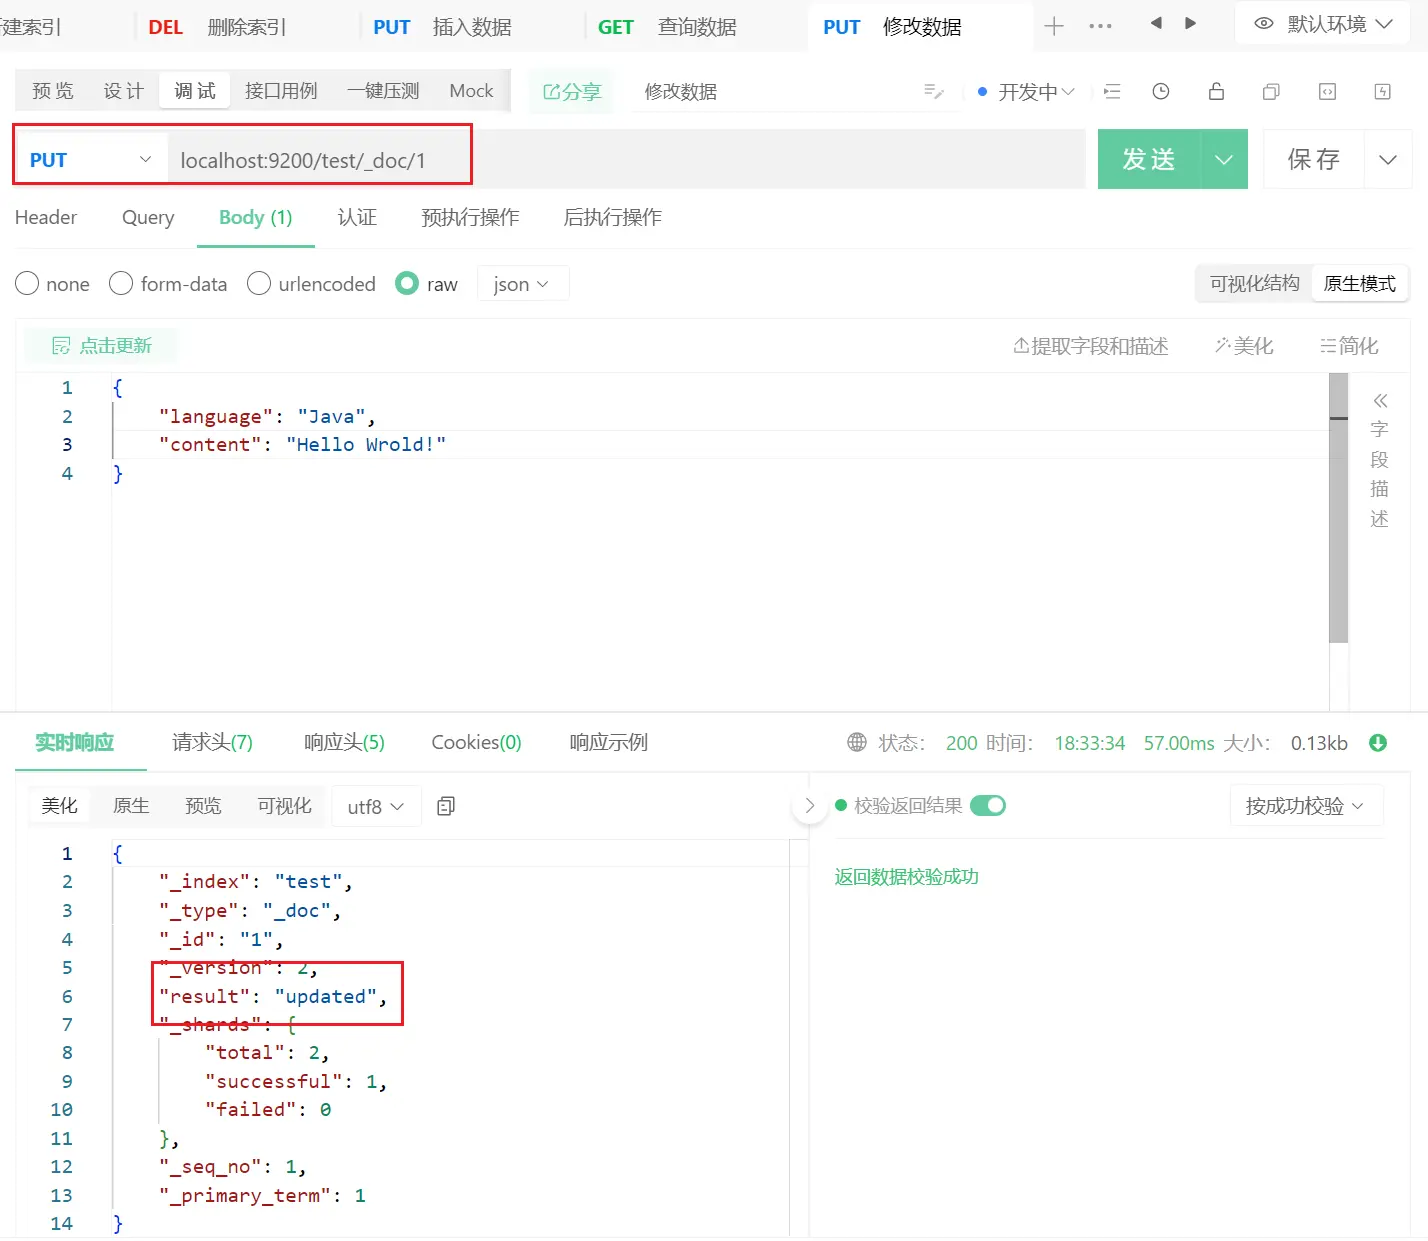 建索引 DEL 删除索引 PUT 插入数据 GET 查询数据 PUT 修改数据 默认环境
预 览 设 计 调 试 接口用例 一键压测 Mock 分享 修改数据 开发中
PUT localhost:9200/test/_doc/1 发 送 保 存
Header Query Body (1) 认证 预执行操作 后执行操作
none form-data urlencoded raw json 可视化结构 原生模式
点击更新 提取字段和描述 美化 简化
1 {
2 "language": "Java",
3 "content": "Hello Wrold!"
4 }
字
段
描
述
实时响应 请求头(7) 响应头(5) Cookies(0) 响应示例 状态： 200 时间： 18:33:34 57.00ms 大小： 0.13kb
美化 原生 预览 可视化 utf8 校验返回结果 按成功校验
返回数据校验成功
1 {
2 "_index": "test",
3 "_type": "_doc",
4 "_id": "1",
5 "_version": 2,
6 "result": "updated",
7 "_shards": {
8 "total": 2,
9 "successful": 1,
10 "failed": 0
11 },
12 "_seq_no": 1,
13 "_primary_term": 1
14 }